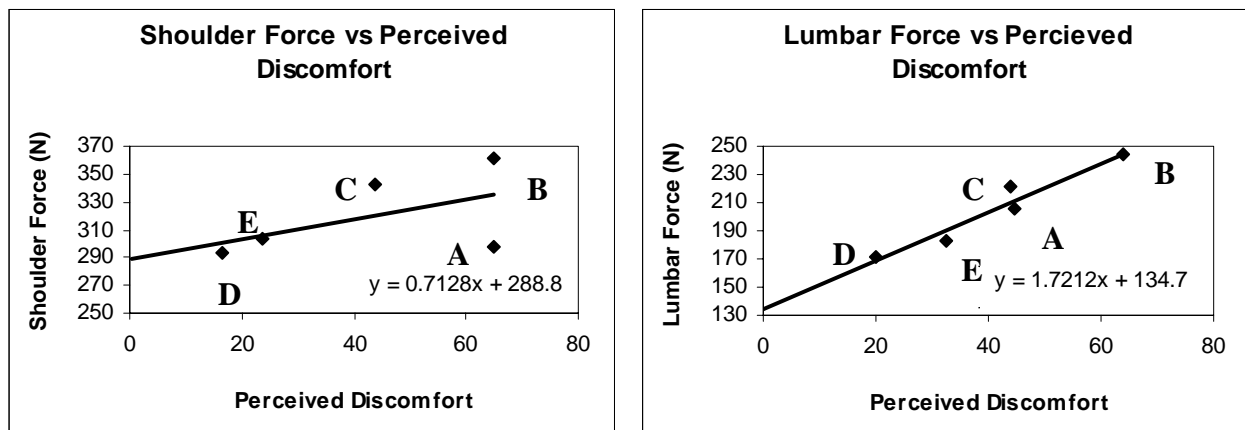 Shoulder Force vs Perceived
Discomfort
Shoulder Force (N)
370
350
330
310
290
270
250
C
B
E
A
D
y = 0.7128x + 288.8
0 20 40 60 80
Perceived Discomfort
Lumbar Force vs Percieved
Discomfort
Lumbar Force (N)
250
230
210
190
170
150
130
C
B
A
D
E
y = 1.7212x + 134.7
0 20 40 60 80
Perceived Discomfort